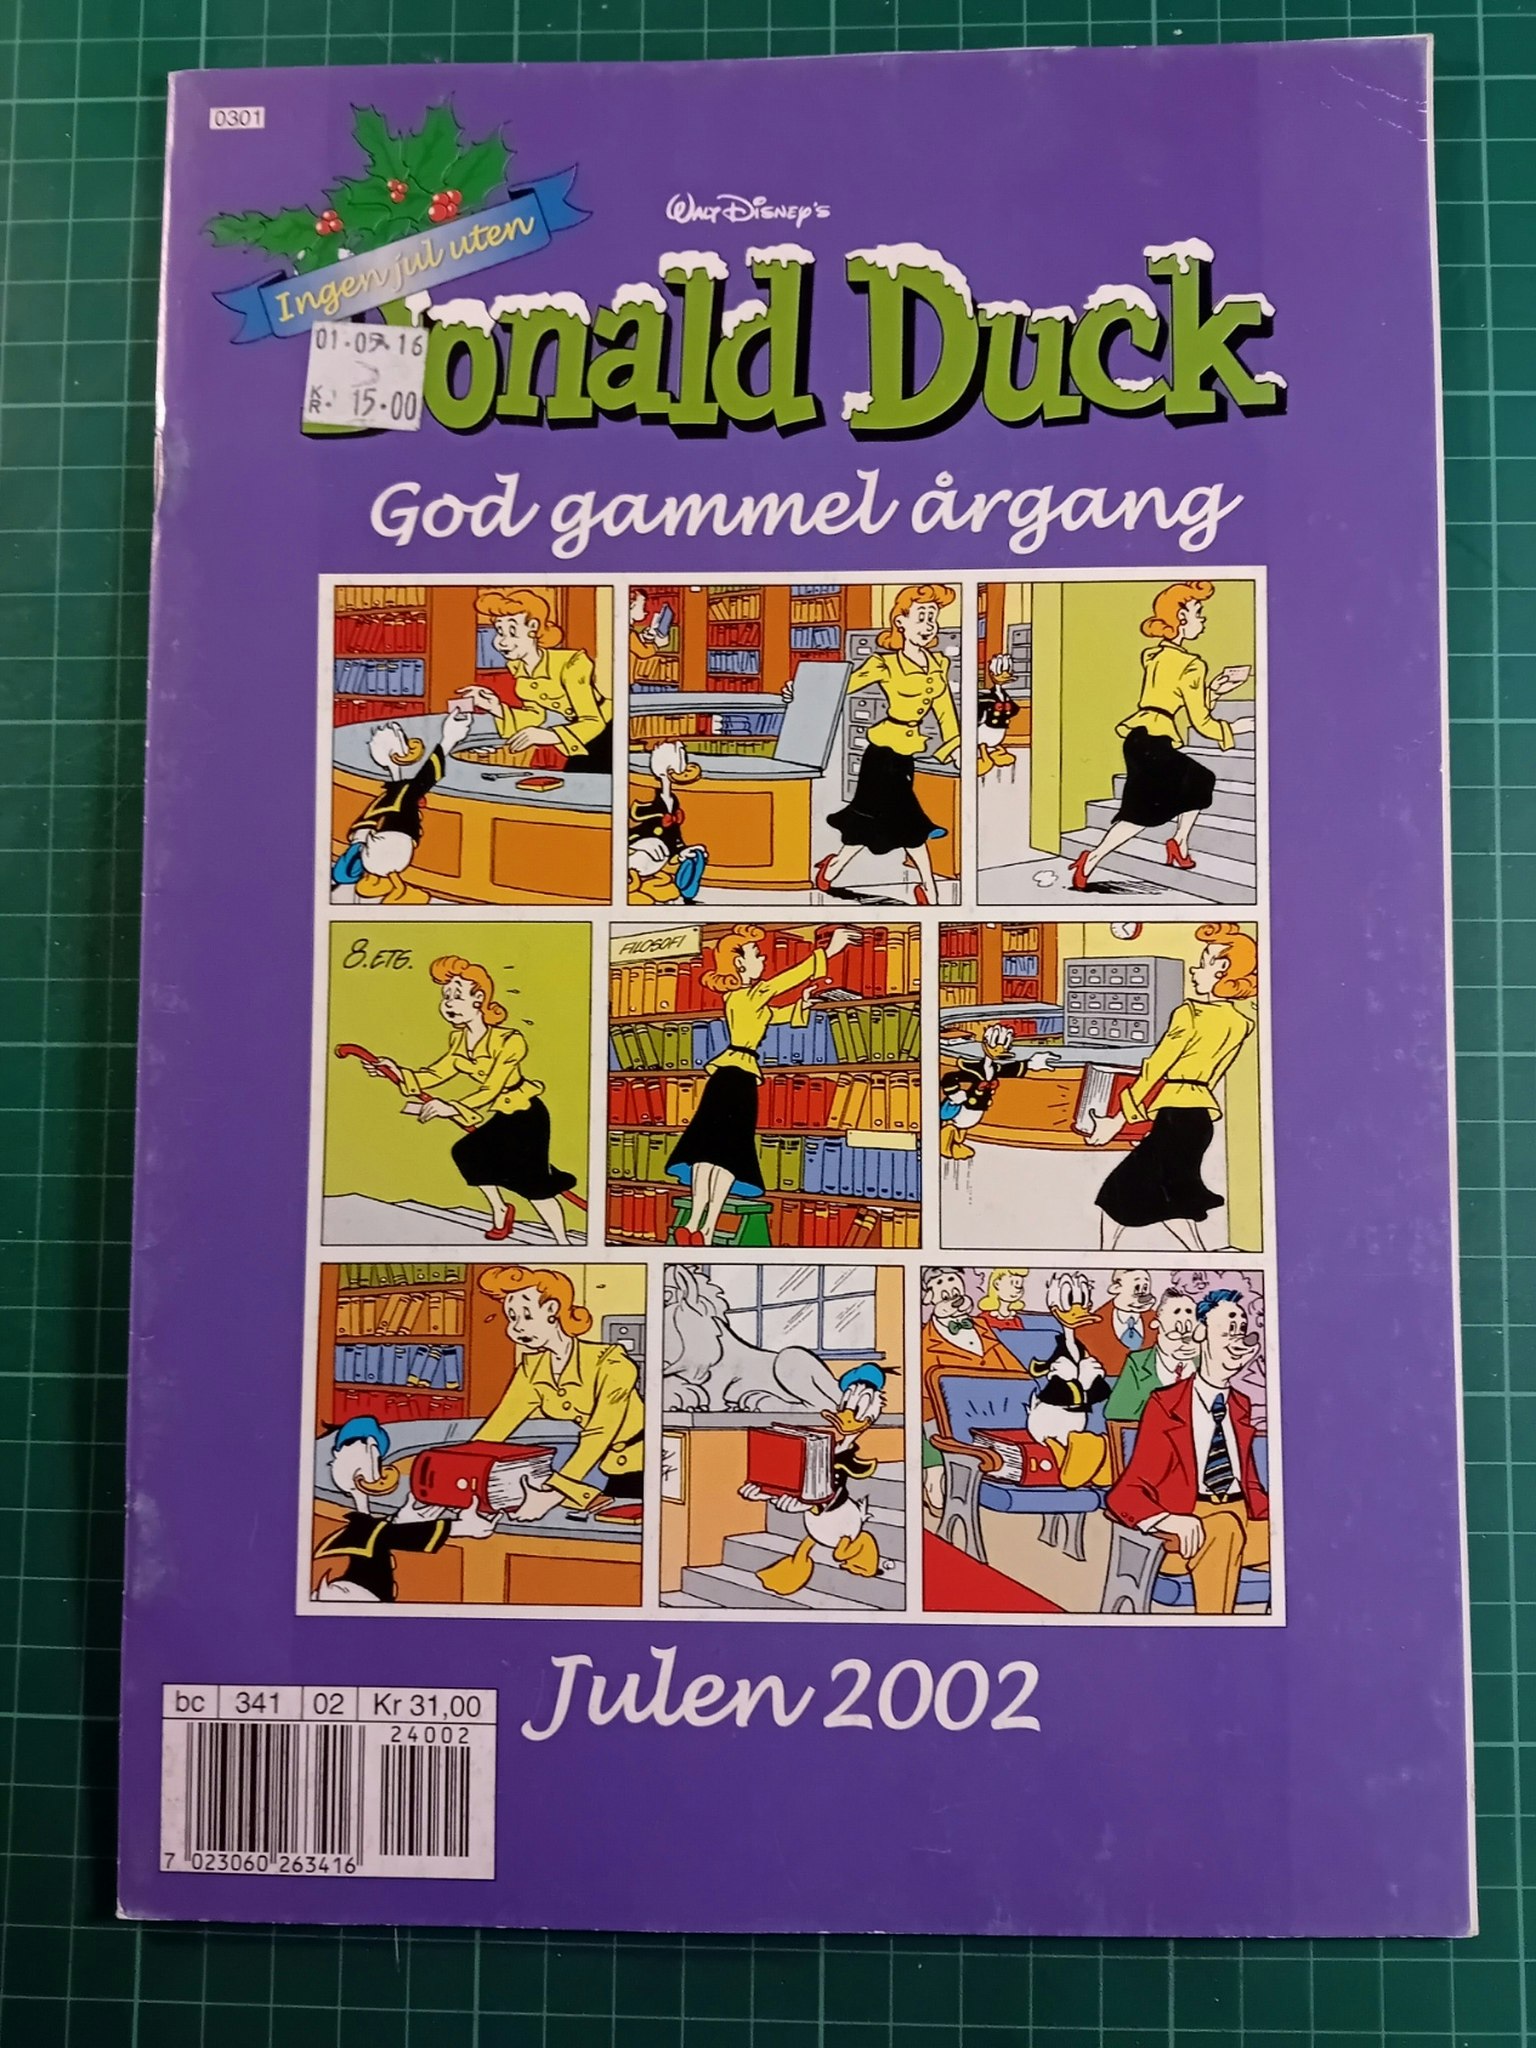 0301
Ingen jul uten
Walt Disney's
Donald Duck
01.05.16
KR. 15.00
God gammel årgang
8. ETG.
FILOSOFI
Julen 2002
bc 341 02 Kr 31,00
24002
7 023060 263416